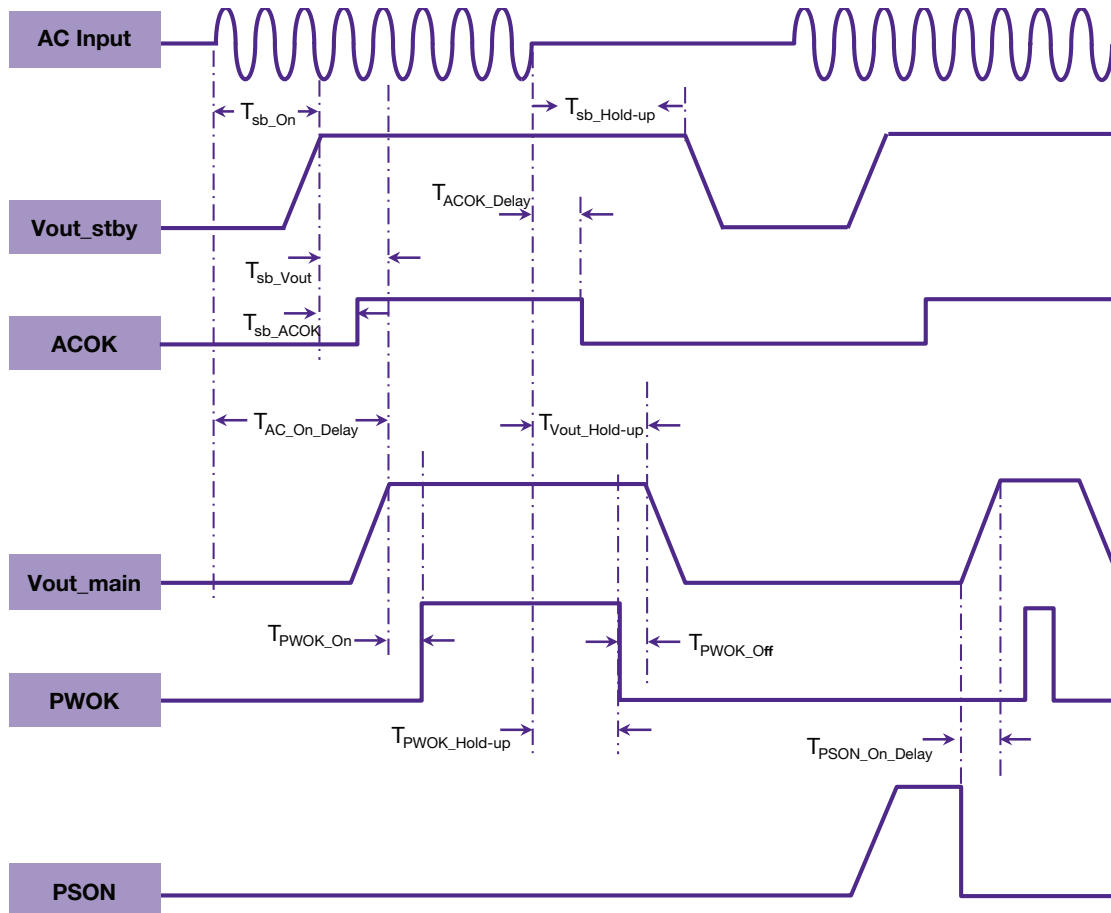 AC Input
Tsb_On
Tsb_Hold-up
TACOK_Delay
Vout_stby
Tsb_Vout
Tsb_ACOK
ACOK
TAC_On_Delay
TVout_Hold-up
Vout_main
TPWOK_On
TPWOK_Off
PWOK
TPWOK_Hold-up
TPSON_On_Delay
PSON